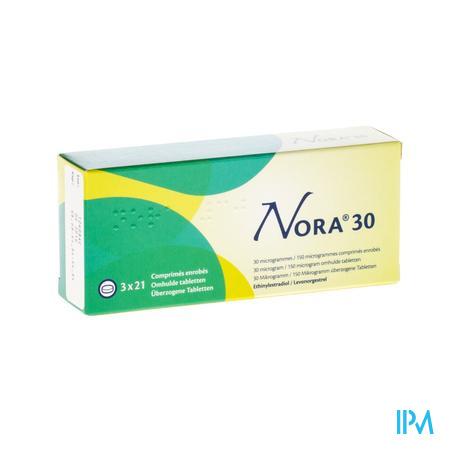 NORA® 30
NORA® 30
30 microgrammes / 150 microgrammes comprimés enrobés
30 microgram / 150 microgram omhulde tabletten
30 Mikrogramm / 150 Mikrogramm überzogene Tabletten
Ethinylestradiol / Levonorgestrel
3 x 21
Comprimés enrobés
Omhulde tabletten
Überzogene Tabletten
IPM